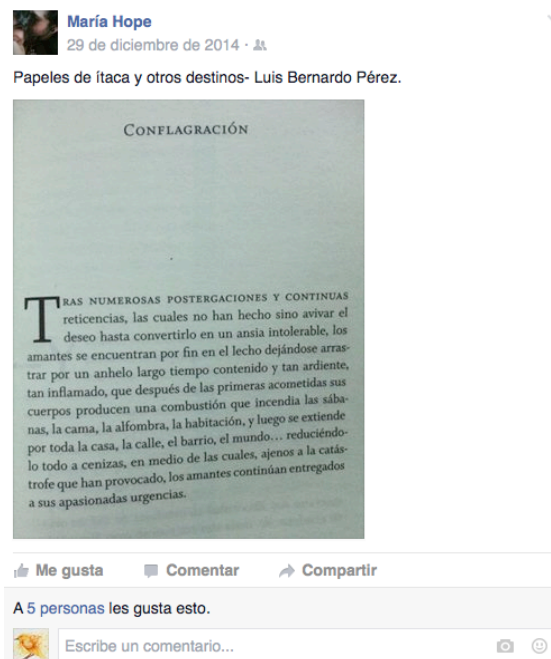 María Hope
29 de diciembre de 2014 ·
Papeles de ítaca y otros destinos- Luis Bernardo Pérez.
Conflagración
Tras numerosas postergaciones y continuas
reticencias, las cuales no han hecho sino avivar el
deseo hasta convertirlo en un ansia intolerable, los
amantes se encuentran por fin en el lecho dejándose arras-
trar por un anhelo largo tiempo contenido y tan ardiente,
tan inflamado, que después de las primeras acometidas sus
cuerpos producen una combustión que incendia las sába-
nas, la cama, la alfombra, la habitación, y luego se extiende
por toda la casa, la calle, el barrio, el mundo... reduciéndo-
lo todo a cenizas, en medio de las cuales, ajenos a la catás-
trofe que han provocado, los amantes continúan entregados
a sus apasionadas urgencias.
Me gusta Comentar Compartir
A 5 personas les gusta esto.
Escribe un comentario...